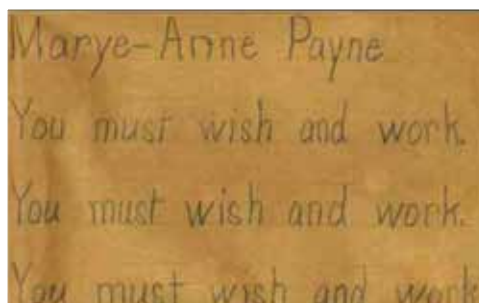 Marye-Anne Payne
You must wish and work.
You must wish and work.
You must wish and work